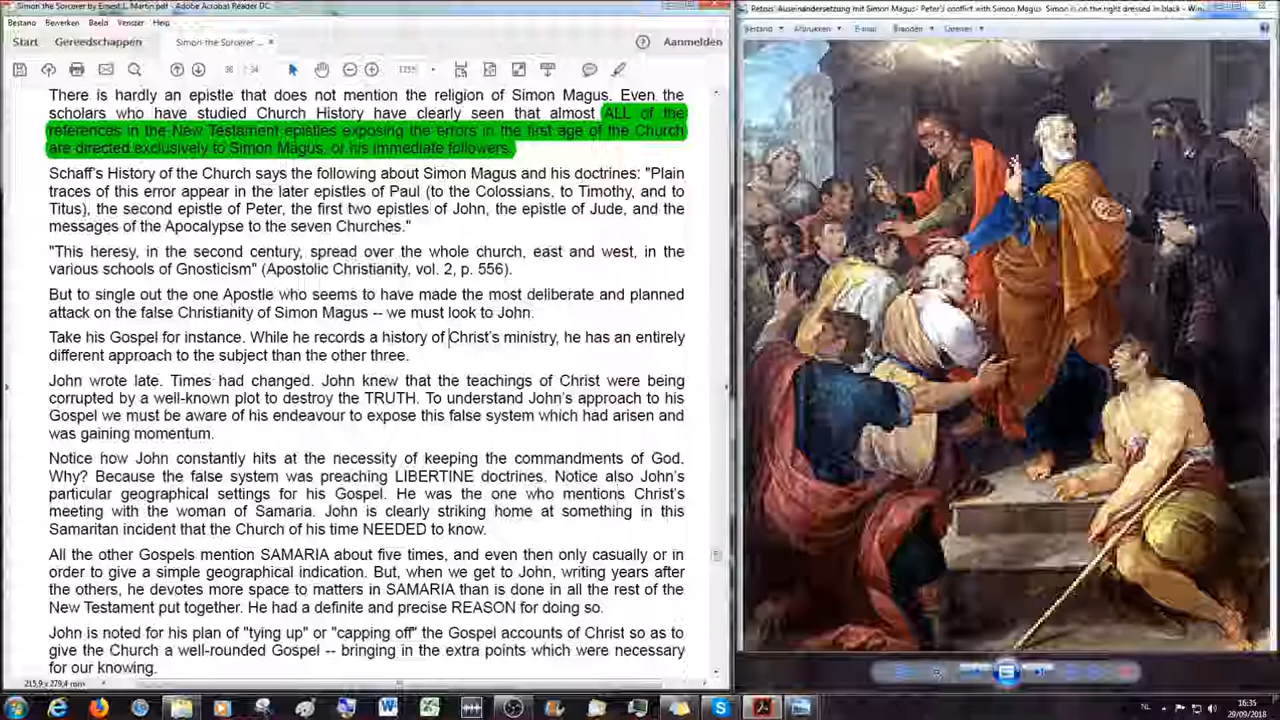 Simon the Sorcerer by Ernest L. Martin.pdf - Adobe Acrobat Reader DC
Bestand Bewerken Beeld Venster Help
Start Gereedschappen Simon the Sorcerer ... × Aanmelden
There is hardly an epistle that does not mention the religion of Simon Magus. Even the
scholars who have studied Church History have clearly seen that almost ALL of the
references in the New Testament epistles exposing the errors in the first age of the Church
are directed exclusively to Simon Magus, or his immediate followers.
Schaff's History of the Church says the following about Simon Magus and his doctrines: "Plain
traces of this error appear in the later epistles of Paul (to the Colossians, to Timothy, and to
Titus), the second epistle of Peter, the first two epistles of John, the epistle of Jude, and the
messages of the Apocalypse to the seven Churches."
"This heresy, in the second century, spread over the whole church, east and west, in the
various schools of Gnosticism" (Apostolic Christianity, vol. 2, p. 556).
But to single out the one Apostle who seems to have made the most deliberate and planned
attack on the false Christianity of Simon Magus -- we must look to John.
Take his Gospel for instance. While he records a history of Christ's ministry, he has an entirely
different approach to the subject than the other three.
John wrote late. Times had changed. John knew that the teachings of Christ were being
corrupted by a well-known plot to destroy the TRUTH. To understand John's approach to his
Gospel we must be aware of his endeavour to expose this false system which had arisen and
was gaining momentum.
Notice how John constantly hits at the necessity of keeping the commandments of God.
Why? Because the false system was preaching LIBERTINE doctrines. Notice also John's
particular geographical settings for his Gospel. He was the one who mentions Christ's
meeting with the woman of Samaria. John is clearly striking home at something in this
Samaritan incident that the Church of his time NEEDED to know.
All the other Gospels mention SAMARIA about five times, and even then only casually or in
order to give a simple geographical indication. But, when we get to John, writing years after
the others, he devotes more space to matters in SAMARIA than is done in all the rest of the
New Testament put together. He had a definite and precise REASON for doing so.
John is noted for his plan of "tying up" or "capping off" the Gospel accounts of Christ so as to
give the Church a well-rounded Gospel -- bringing in the extra points which were necessary
for our knowing.
215,9 x 279,4 mm
Petrus' Auseinandersetzung mit Simon Magus- Peter's conflict with Simon Magus Simon is on the right dressed in black - Win
Bestand Afdrukken E-mail Branden Openen
NL 16:35
29/09/2018